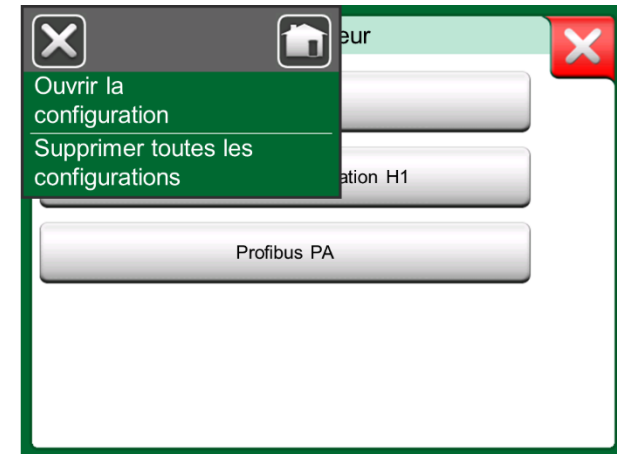 eur
Ouvrir la
configuration
Supprimer toutes les
configurations
ation H1
Profibus PA